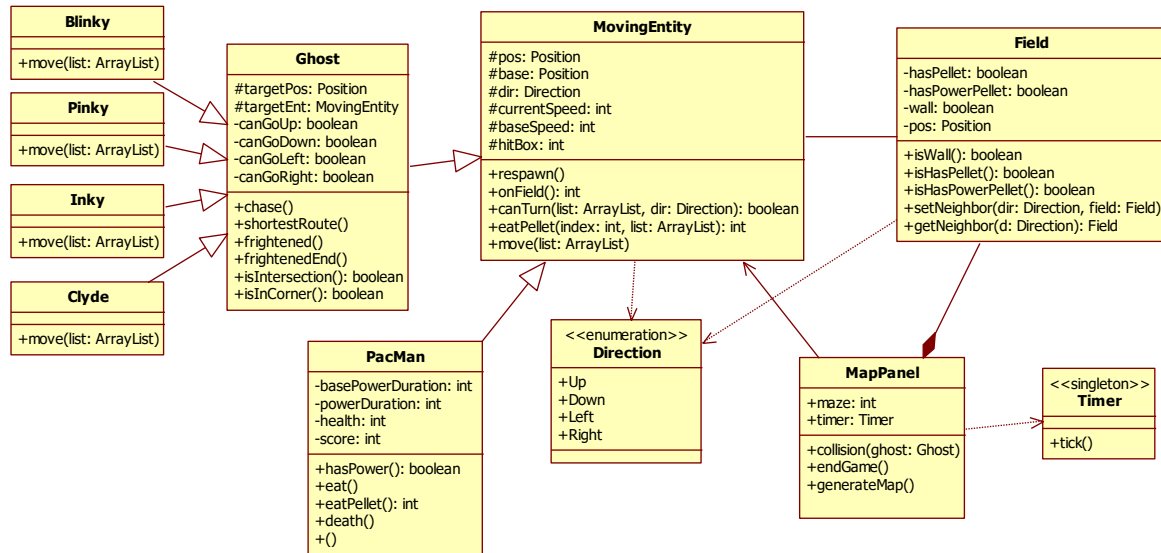 Blinky
+move(list: ArrayList)
Pinky
+move(list: ArrayList)
Inky
+move(list: ArrayList)
Clyde
+move(list: ArrayList)
Ghost
#targetPos: Position
#targetEnt: MovingEntity
-canGoUp: boolean
-canGoDown: boolean
-canGoLeft: boolean
-canGoRight: boolean
+chase()
+shortestRoute()
+frightened()
+frightenedEnd()
+isIntersection(): boolean
+isInCorner(): boolean
MovingEntity
#pos: Position
#base: Position
#dir: Direction
#currentSpeed: int
#baseSpeed: int
#hitBox: int
+respawn()
+onField(): int
+canTurn(list: ArrayList, dir: Direction): boolean
+eatPellet(index: int, list: ArrayList): int
+move(list: ArrayList)
Field
-hasPellet: boolean
-hasPowerPellet: boolean
-wall: boolean
-pos: Position
+isWall(): boolean
+isHasPellet(): boolean
+isHasPowerPellet(): boolean
+setNeighbor(dir: Direction, field: Field)
+getNeighbor(d: Direction): Field
PacMan
-basePowerDuration: int
-powerDuration: int
-health: int
-score: int
+hasPower(): boolean
+eat()
+eatPellet(): int
+death()
+()
<<enumeration>>
Direction
+Up
+Down
+Left
+Right
MapPanel
+maze: int
+timer: Timer
+collision(ghost: Ghost)
+endGame()
+generateMap()
<<singleton>>
Timer
+tick()